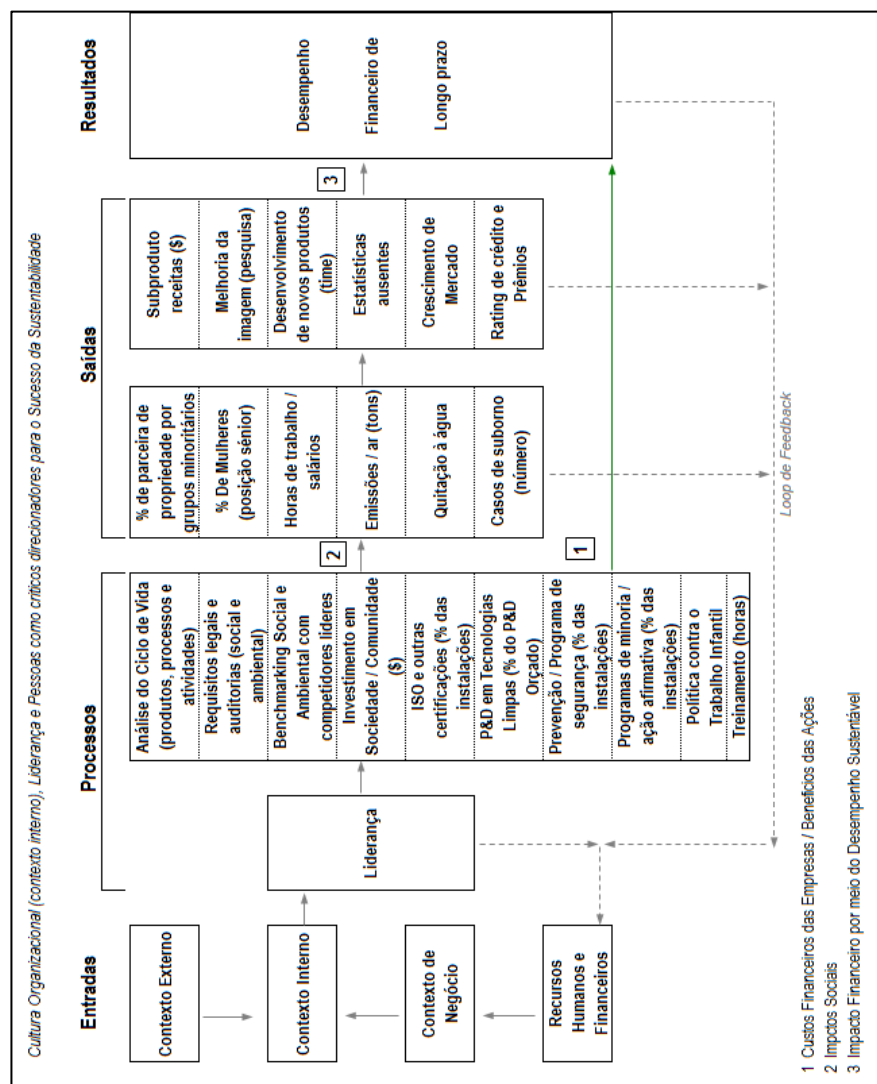 Cultura Organizacional (contexto interno), Liderança e Pessoas como críticos direcionadores para o Sucesso da Sustentabilidade
Entradas
Processos
Saídas
Resultados
Contexto Externo
Contexto Interno
Contexto de
Negócio
Recursos
Humanos e
Financeiros
Liderança
Análise do Ciclo de Vida
(produtos, processos e
atividades)
Requisitos legais e
auditorias (social e
ambiental)
Benchmarking Social e
Ambiental com
competidores líderes
Investimento em
Sociedade / Comunidade
($)
ISO e outras
certificações (% das
instalações)
P&D em Tecnologias
Limpas (% do P&D
Orçado)
Prevenção / Programa de
segurança (% das
instalações)
Programas de minoria /
ação afirmativa (% das
instalações)
Política contra o
Trabalho Infantil
Treinamento (horas)
2
1
% de parceira de
propriedade por
grupos minoritários
% De Mulheres
(posição sénior)
Horas de trabalho /
salários
Emissões / ar (tons)
Quitação à água
Casos de suborno
(número)
Subproduto
receitas ($)
Melhoria da
imagem (pesquisa)
Desenvolvimento
de novos produtos
(time)
Estatísticas
ausentes
Crescimento de
Mercado
Rating de crédito e
Prêmios
3
Desempenho
Financeiro de
Longo prazo
Loop de Feedback
1 Custos Financeiros das Empresas / Benefícios das Ações
2 Impctos Sociais
3 Impacto Financeiro por meio do Desempenho Sustentável